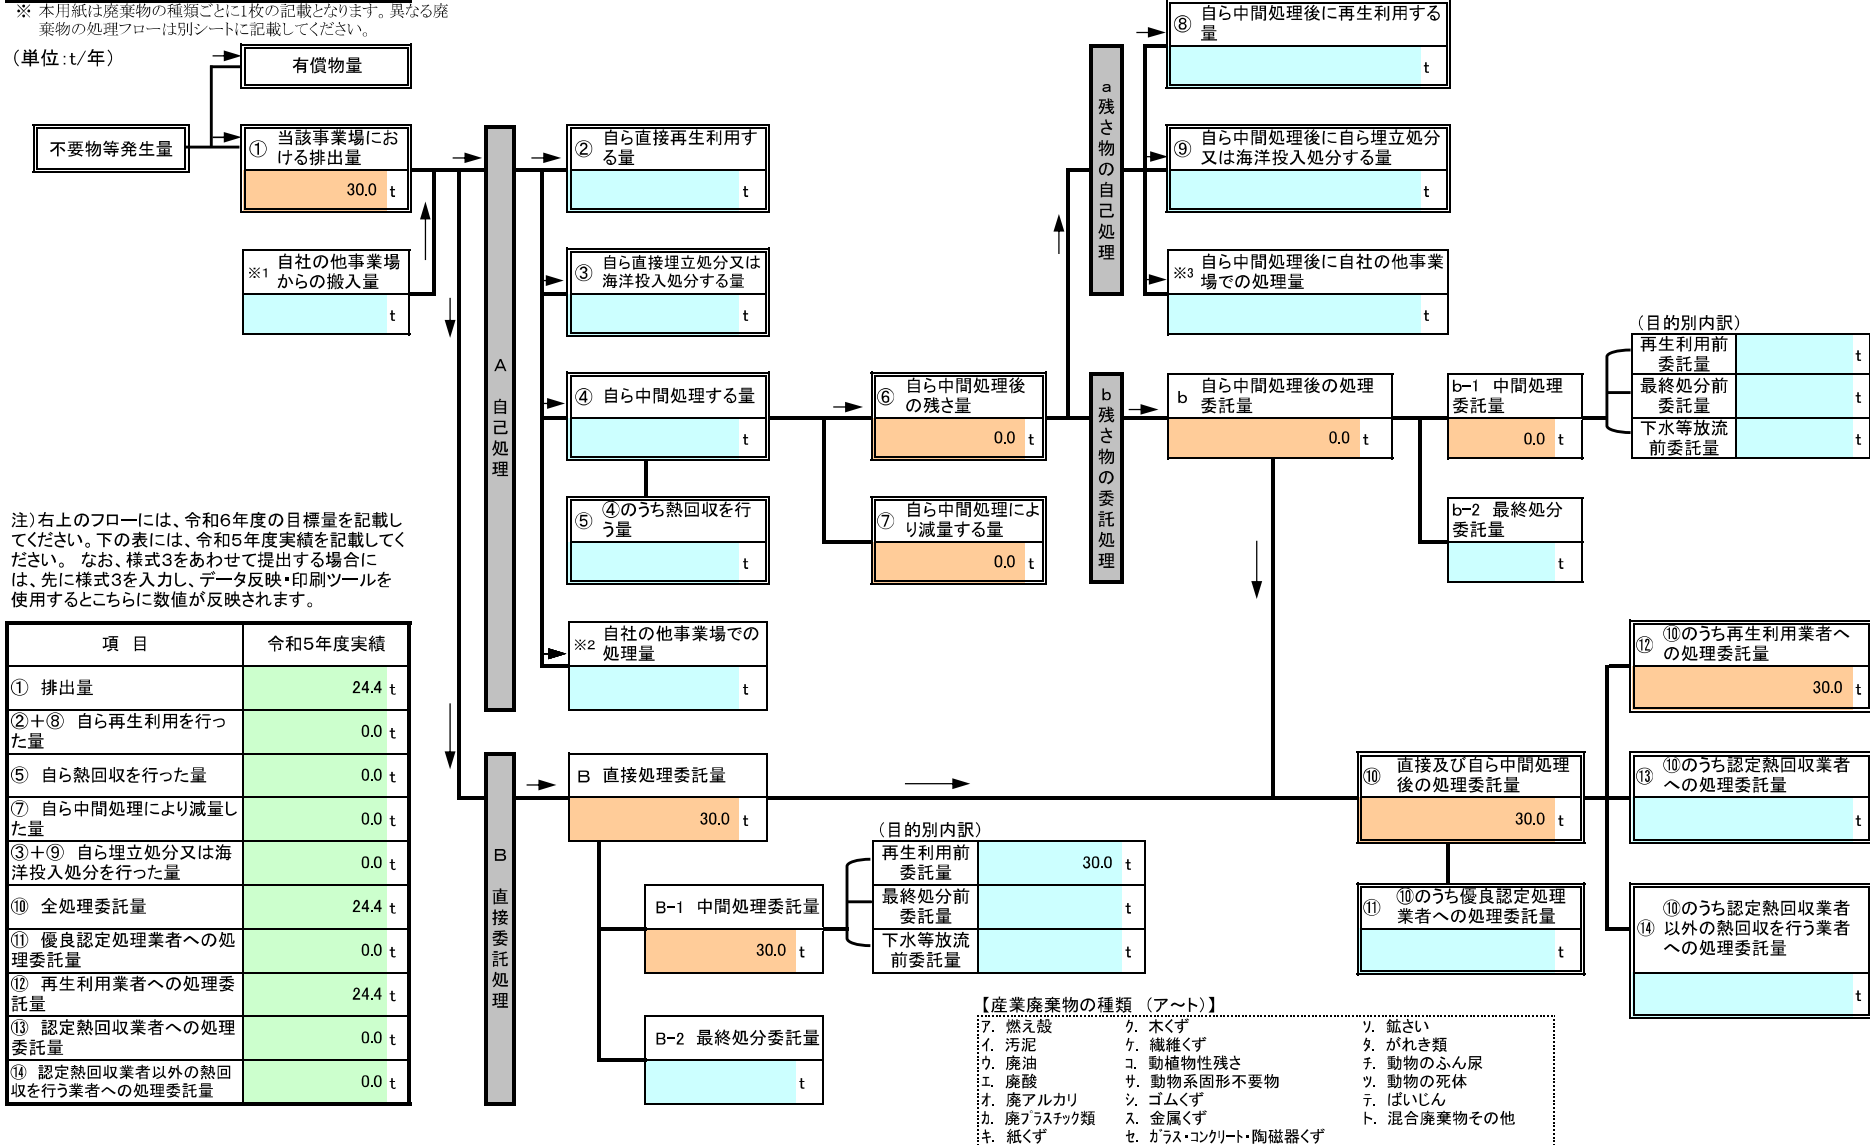 ※ 本用紙は廃棄物の種類ごとに1枚の記載となります。異なる廃
棄物の処理フローは別シートに記載してください。
(単位：t/年)
有償物量
不要物等発生量
① 当該事業場にお
ける排出量
30.0 t
※1 自社の他事業場
からの搬入量
t
A 自己処理
② 自ら直接再生利用す
る量
t
③ 自ら直接埋立処分又は
海洋投入処分する量
t
④ 自ら中間処理する量
t
⑤ ④のうち熱回収を行
う量
t
※2 自社の他事業場での
処理量
t
⑥ 自ら中間処理後
の残さ量
0.0 t
⑦ 自ら中間処理によ
り減量する量
0.0 t
a 残さ物の自己処理
⑧ 自ら中間処理後に再生利用する
量
t
⑨ 自ら中間処理後に自ら埋立処分
又は海洋投入処分する量
t
※3 自ら中間処理後に自社の他事業
場での処理量
t
b 残さ物の委託処理
b 自ら中間処理後の処理
委託量
0.0 t
b-1 中間処理
委託量
0.0 t
(目的別内訳)
再生利用前
委託量
t
最終処分前
委託量
t
下水等放流
前委託量
t
b-2 最終処分
委託量
t
注)右上のフローには、令和6年度の目標量を記載し
てください。下の表には、令和5年度実績を記載してく
ださい。 なお、様式3をあわせて提出する場合に
は、先に様式3を入力し、データ反映・印刷ツールを
使用するとこちらに数値が反映されます。
項 目 令和5年度実績
① 排出量 24.4 t
②＋⑧ 自ら再生利用を行っ
た量 0.0 t
⑤ 自ら熱回収を行った量 0.0 t
⑦ 自ら中間処理により減量し
た量 0.0 t
③＋⑨ 自ら埋立処分又は海
洋投入処分を行った量 0.0 t
⑩ 全処理委託量 24.4 t
⑪ 優良認定処理業者への処
理委託量 0.0 t
⑫ 再生利用業者への処理委
託量 24.4 t
⑬ 認定熱回収業者への処理
委託量 0.0 t
⑭ 認定熱回収業者以外の熱回
収を行う業者への処理委託量 0.0 t
B 直接委託処理
B 直接処理委託量
30.0 t
B-1 中間処理委託量
30.0 t
(目的別内訳)
再生利用前
委託量
30.0 t
最終処分前
委託量
t
下水等放流
前委託量
t
B-2 最終処分委託量
t
⑩ 直接及び自ら中間処理
後の処理委託量
30.0 t
⑪ ⑩のうち優良認定処理
業者への処理委託量
t
⑫ ⑩のうち再生利用業者へ
の処理委託量
30.0 t
⑬ ⑩のうち認定熱回収業者
への処理委託量
t
⑭ ⑩のうち認定熱回収業者
以外の熱回収を行う業者
への処理委託量
t
【産業廃棄物の種類 (ア～ト)】
ア. 燃え殻 ク. 木くず ソ. 鉱さい
イ. 汚泥 ケ. 繊維くず タ. がれき類
ウ. 廃油 コ. 動植物性残さ チ. 動物のふん尿
エ. 廃酸 サ. 動物系固形不要物 ツ. 動物の死体
オ. 廃アルカリ シ. ゴムくず テ. ばいじん
カ. 廃プラスチック類 ス. 金属くず ト. 混合廃棄物その他
キ. 紙くず セ. ガラス・コンクリート・陶磁器くず